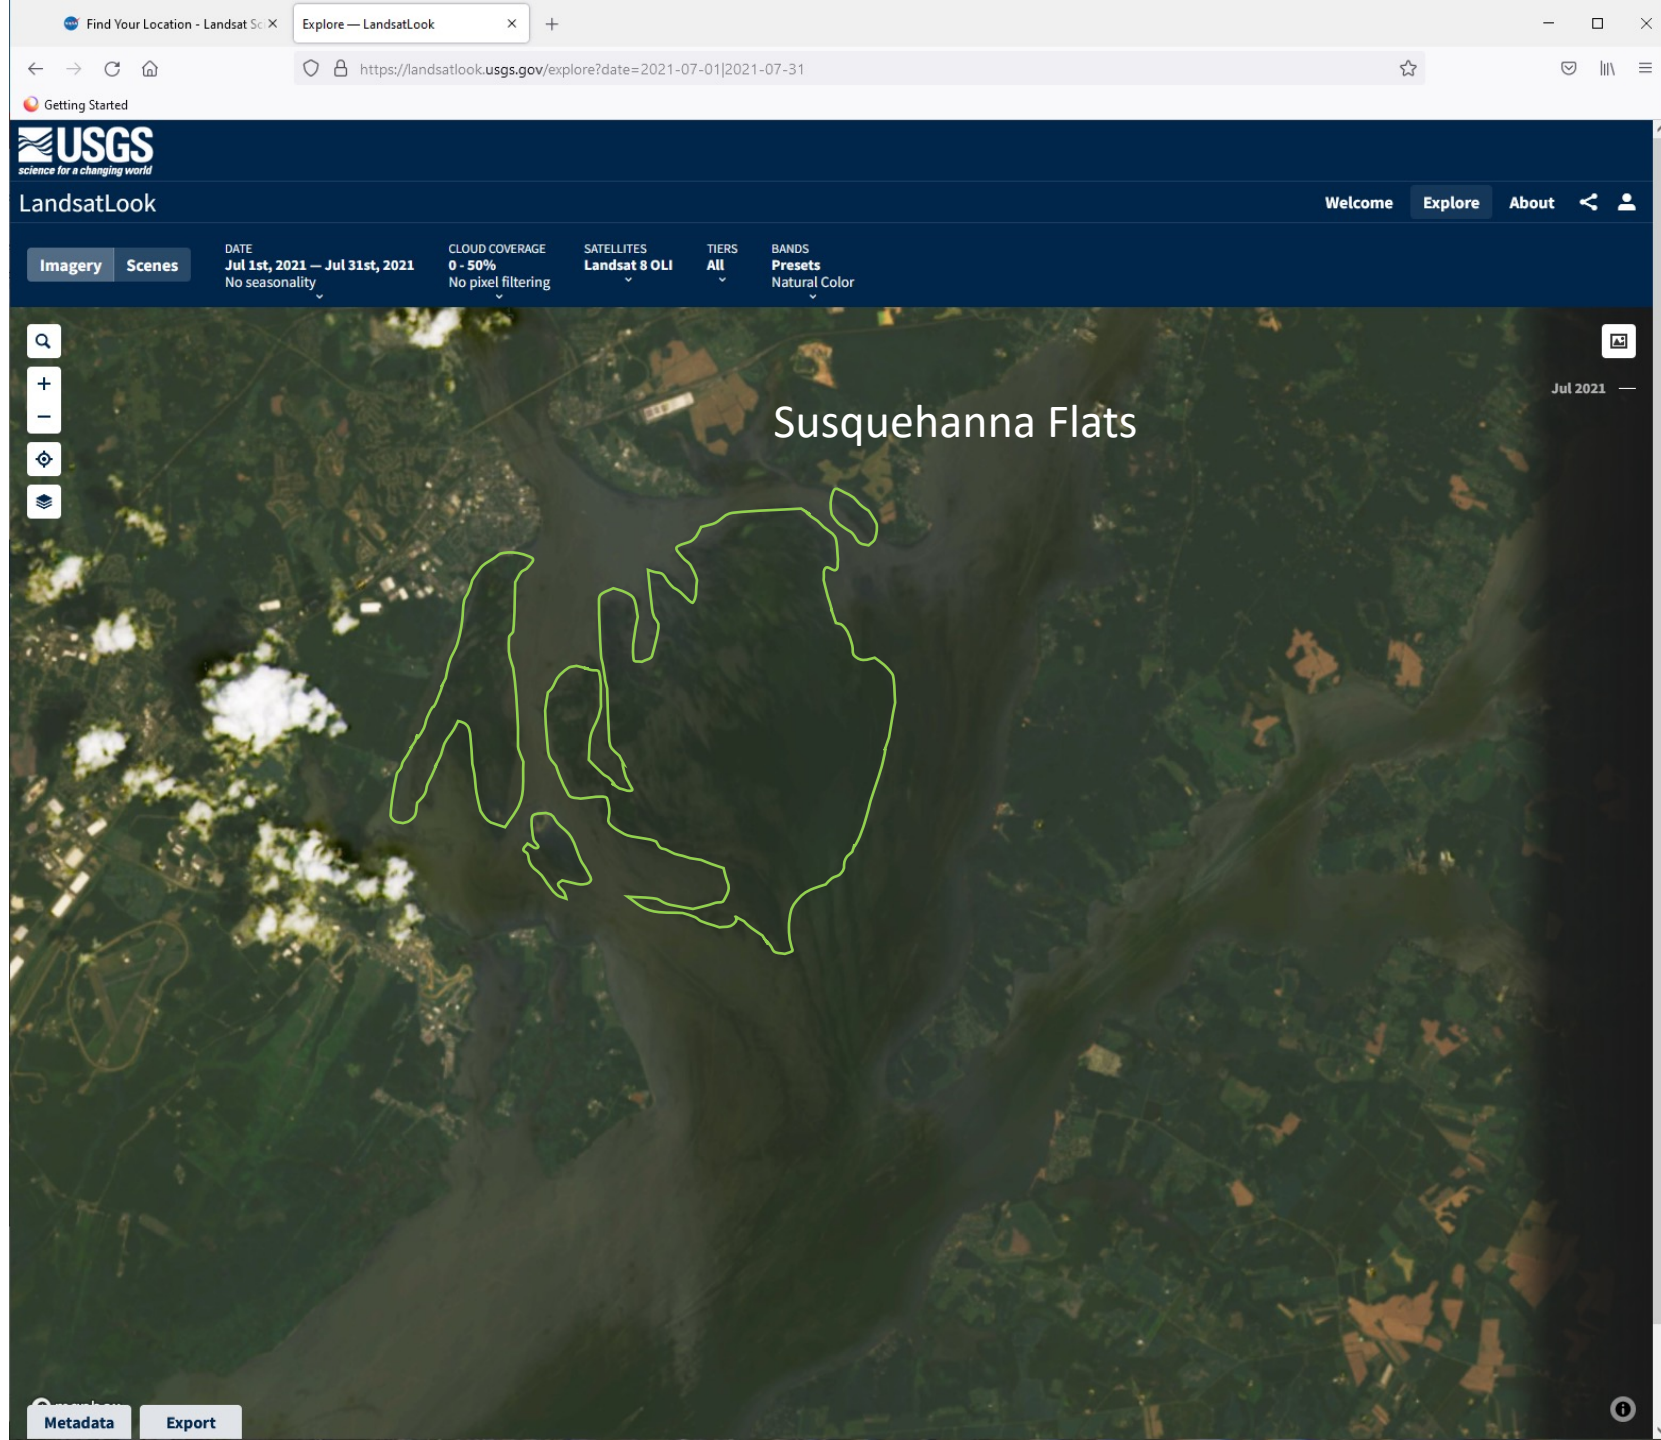 Find Your Location - Landsat Sc
Explore — LandsatLook
https://landsatlook.usgs.gov/explore?date=2021-07-01|2021-07-31
Getting Started
USGS
science for a changing world
LandsatLook
Welcome
Explore
About
Imagery
Scenes
DATE
Jul 1st, 2021 — Jul 31st, 2021
No seasonality
CLOUD COVERAGE
0 - 50%
No pixel filtering
SATELLITES
Landsat 8 OLI
TIERS
All
BANDS
Presets
Natural Color
Jul 2021
Susquehanna Flats
Metadata
Export